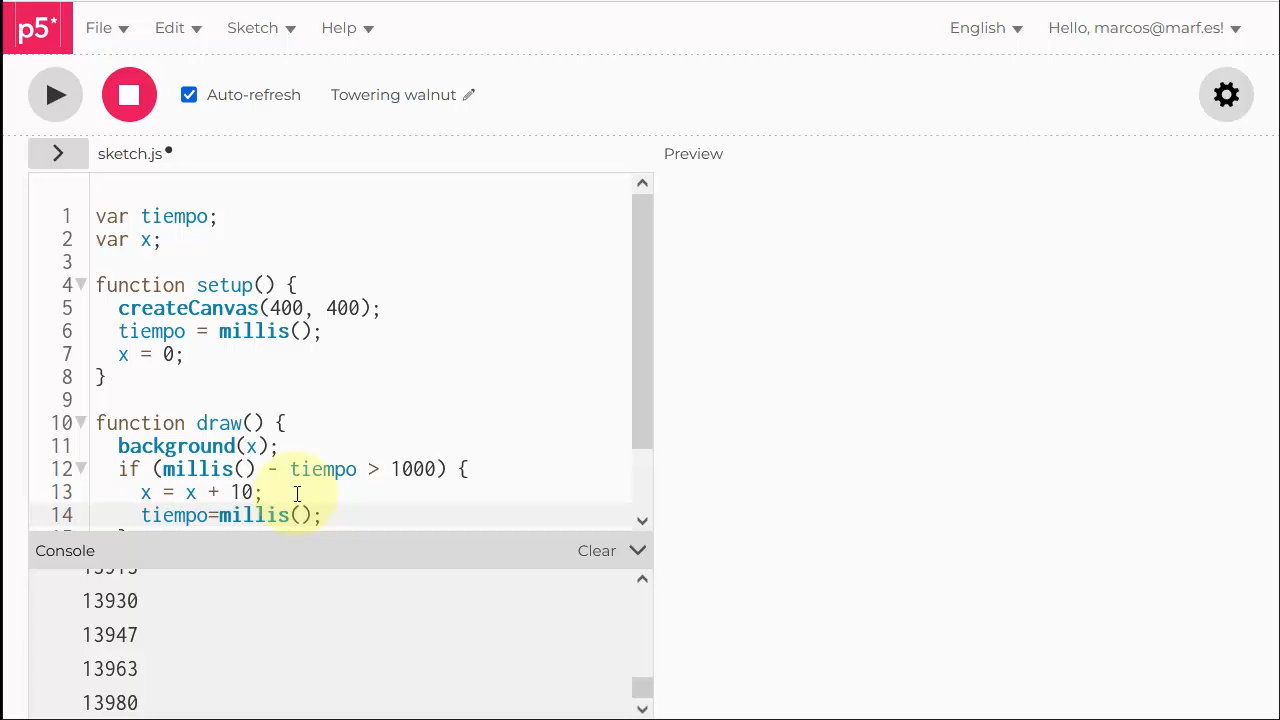 p5* File Edit Sketch Help English Hello, marcos@marf.es!
Auto-refresh Towering walnut
sketch.js Preview
1 var tiempo;
2 var x;
3
4 function setup() {
5 createCanvas(400, 400);
6 tiempo = millis();
7 x = 0;
8 }
9
10 function draw() {
11 background(x);
12 if (millis() - tiempo > 1000) {
13 x = x + 10;
14 tiempo=millis();
Console Clear
13930
13947
13963
13980